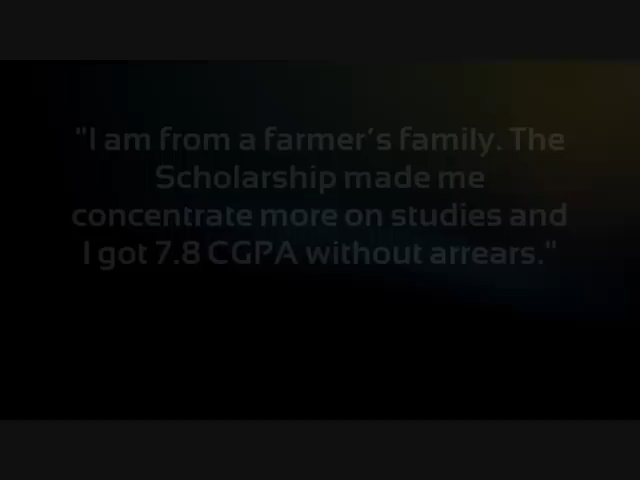 "I am from a farmer's family. The
Scholarship made me
concentrate more on studies and
I got 7.8 CGPA without arrears."